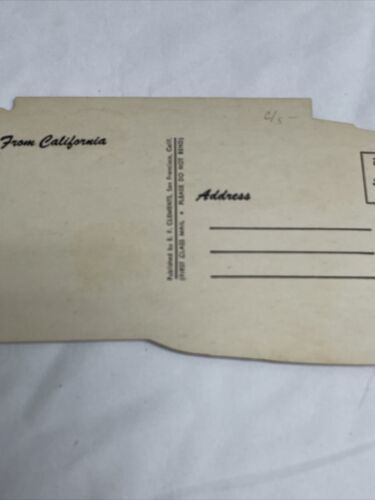 From California
Published by E. F. CLEMENTS, San Francisco, Calif.
(FIRST CLASS MAIL • PLEASE DO NOT BEND)
Address